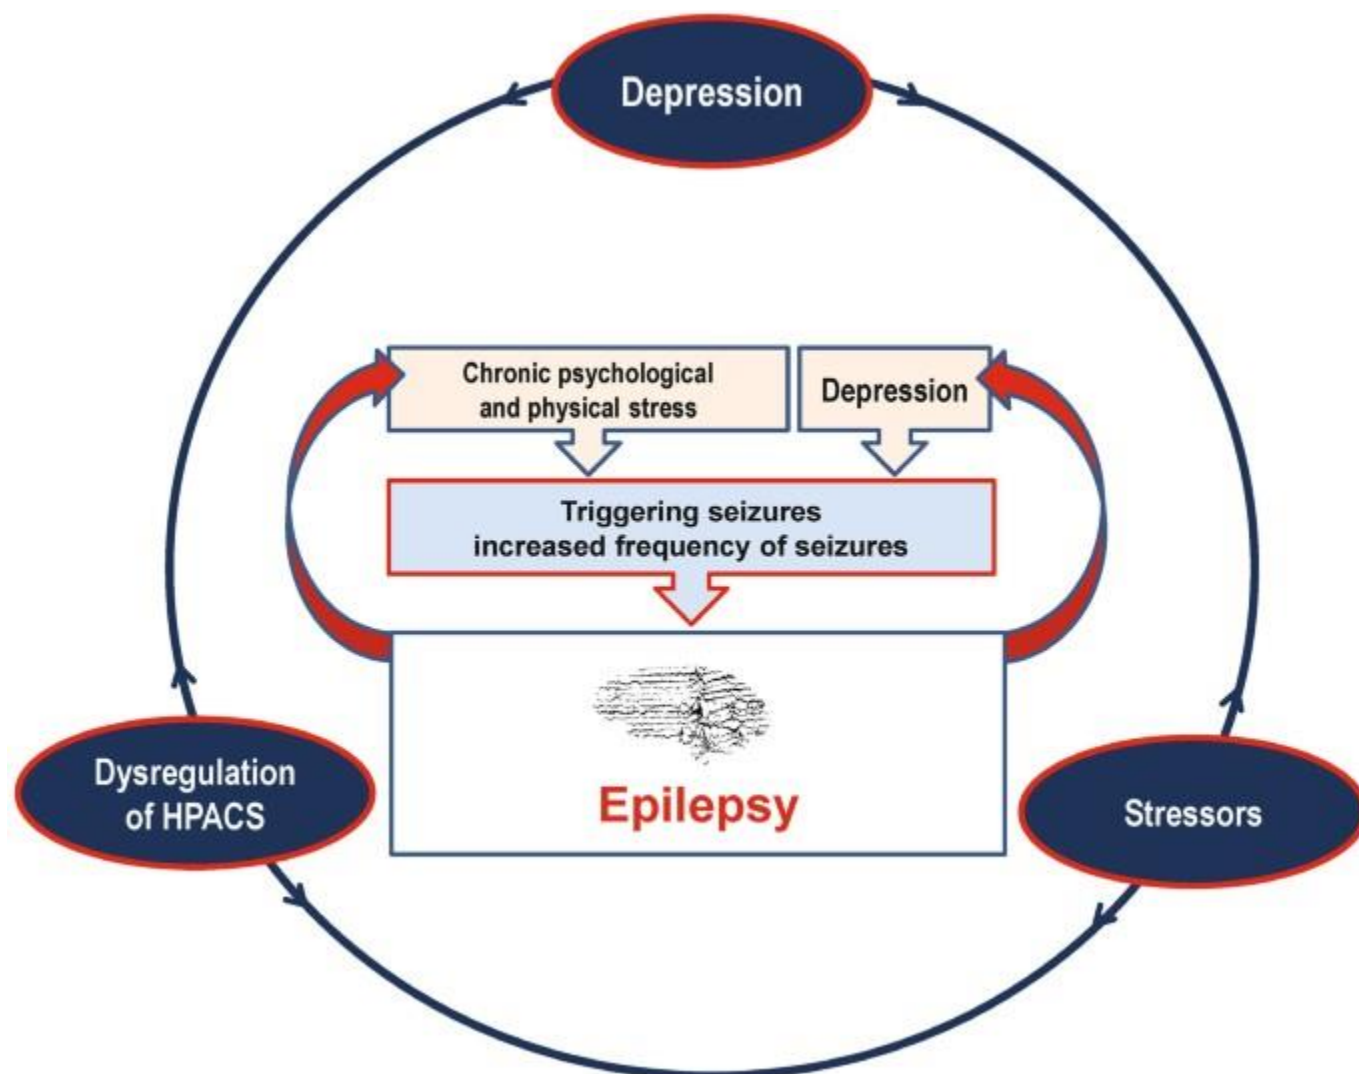 Depression
Chronic psychological
and physical stress
Depression
Triggering seizures
increased frequency of seizures
Epilepsy
Dysregulation
of HPACS
Stressors